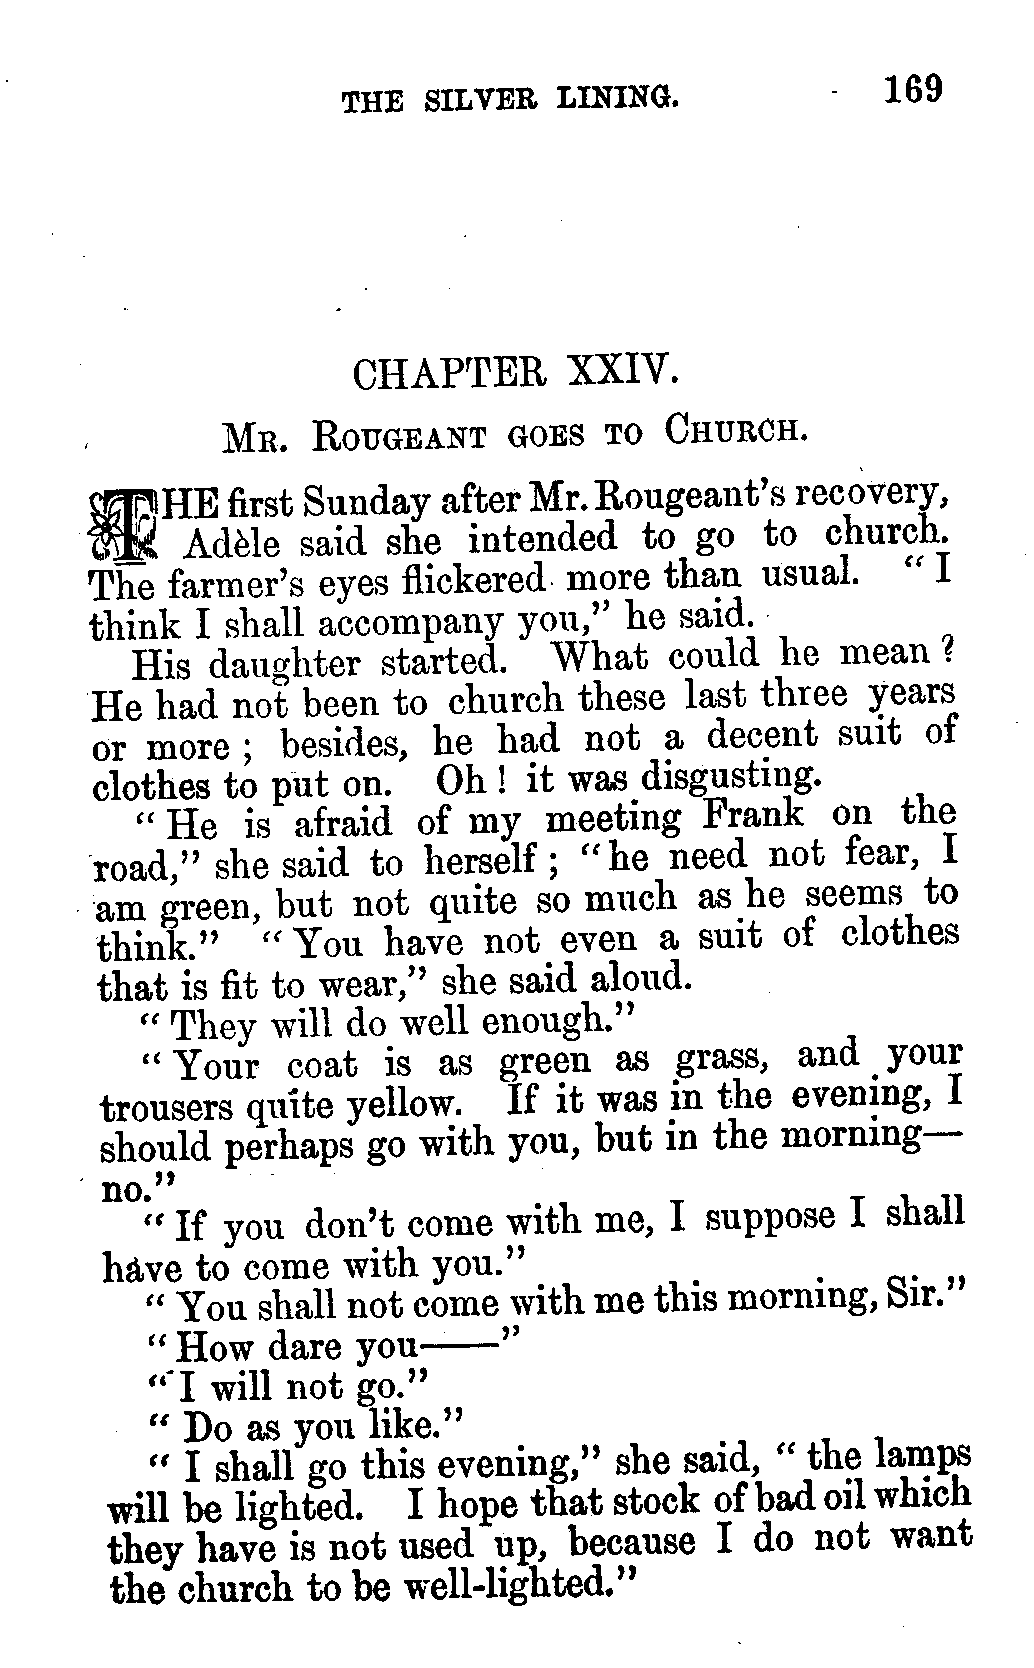 THE SILVER LINING. 169
CHAPTER XXIV.
MR. ROUGEANT GOES TO CHURCH.
THE first Sunday after Mr. Rougeant's recovery,
Adèle said she intended to go to church.
The farmer's eyes flickered more than usual. "I
think I shall accompany you," he said.
His daughter started. What could he mean?
He had not been to church these last three years
or more; besides, he had not a decent suit of
clothes to put on. Oh! it was disgusting.
"He is afraid of my meeting Frank on the
road," she said to herself; "he need not fear, I
am green, but not quite so much as he seems to
think." "You have not even a suit of clothes
that is fit to wear," she said aloud.
"They will do well enough."
"Your coat is as green as grass, and your
trousers quite yellow. If it was in the evening, I
should perhaps go with you, but in the morning—
no."
"If you don't come with me, I suppose I shall
have to come with you."
"You shall not come with me this morning, Sir."
"How dare you——"
"I will not go."
"Do as you like."
"I shall go this evening," she said, "the lamps
will be lighted. I hope that stock of bad oil which
they have is not used up, because I do not want
the church to be well-lighted."